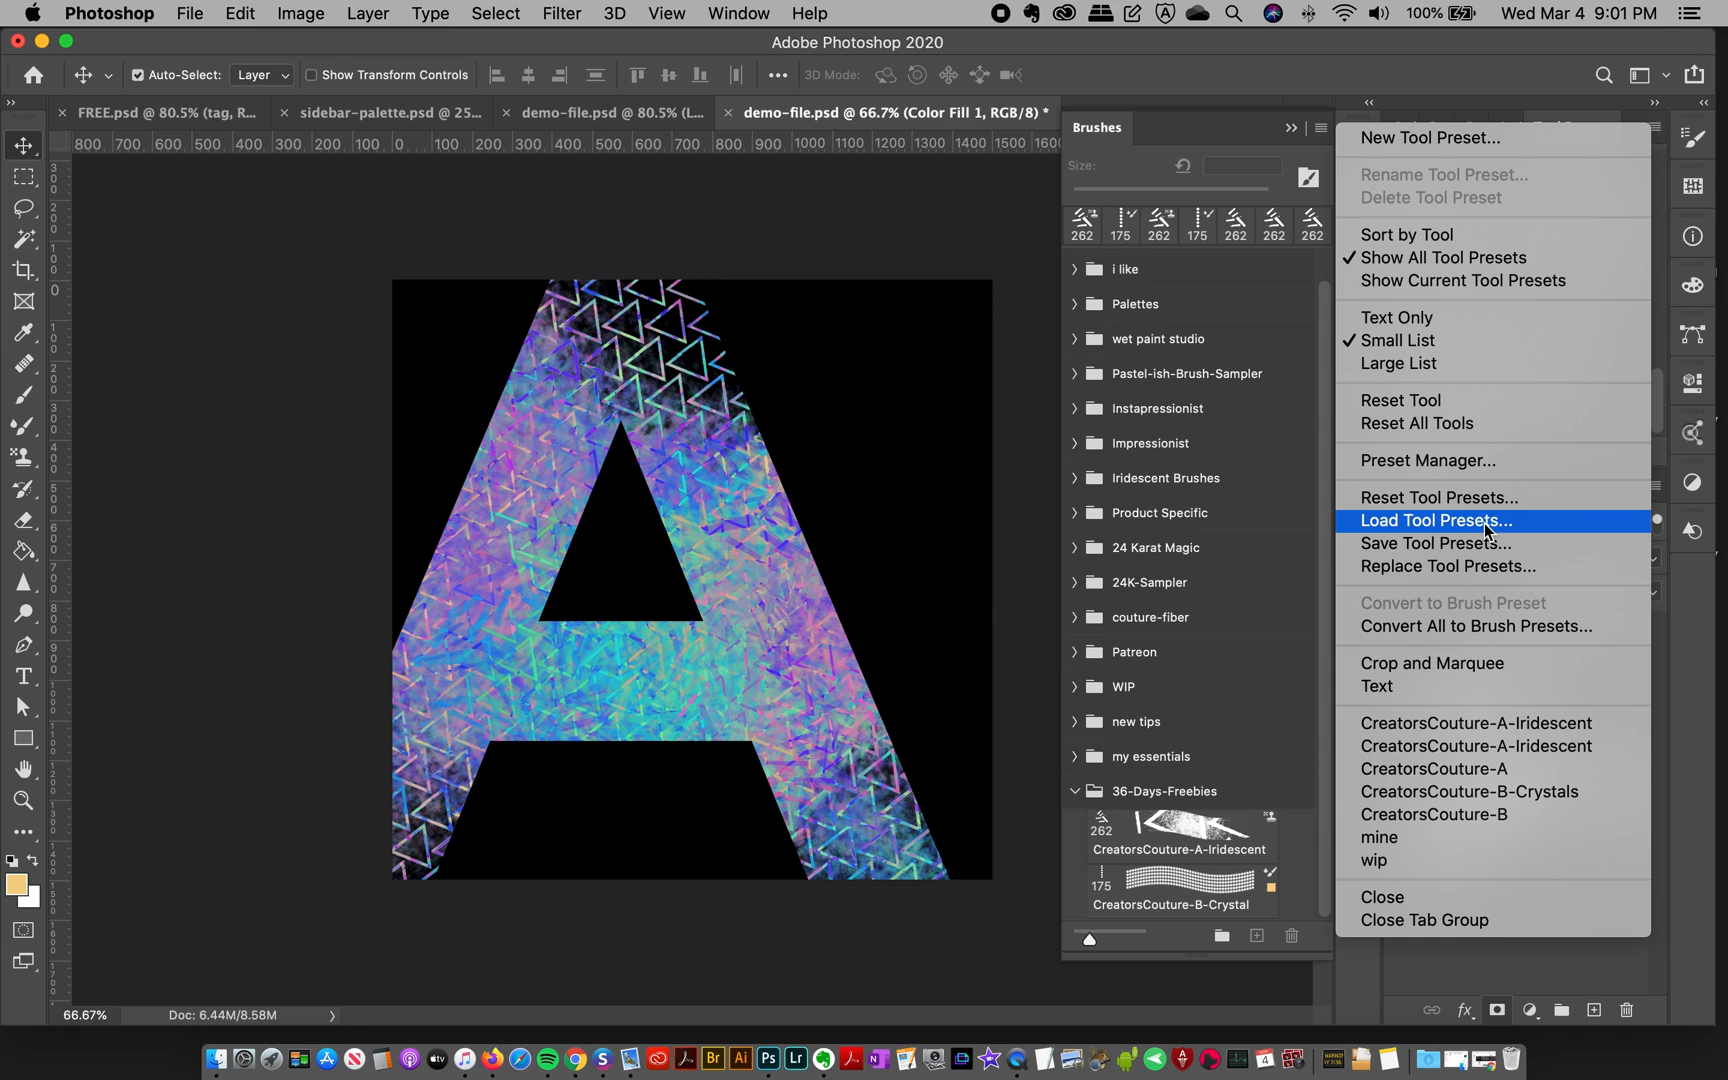 Photoshop File Edit Image Layer Type Select Filter 3D View Window Help 100% Wed Mar 4 9:01 PM
Adobe Photoshop 2020
Auto-Select: Layer Show Transform Controls 3D Mode:
FREE.psd @ 80.5% (tag, R... sidebar-palette.psd @ 25... demo-file.psd @ 80.5% (L... demo-file.psd @ 66.7% (Color Fill 1, RGB/8) *
800 700 600 500 400 300 200 100 0 100 200 300 400 500 600 700 800 900 1000 1100 1200 1300 1400 1500
Brushes
Size:
262 175 262 175 262 262 262
i like
Palettes
wet paint studio
Pastel-ish-Brush-Sampler
Instapressionist
Impressionist
Iridescent Brushes
Product Specific
24 Karat Magic
24K-Sampler
couture-fiber
Patreon
WIP
new tips
my essentials
36-Days-Freebies
262
CreatorsCouture-A-Iridescent
175
CreatorsCouture-B-Crystal
New Tool Preset...
Rename Tool Preset...
Delete Tool Preset
Sort by Tool
✓ Show All Tool Presets
Show Current Tool Presets
Text Only
✓ Small List
Large List
Reset Tool
Reset All Tools
Preset Manager...
Reset Tool Presets...
Load Tool Presets...
Save Tool Presets...
Replace Tool Presets...
Convert to Brush Preset
Convert All to Brush Presets...
Crop and Marquee
Text
CreatorsCouture-A-Iridescent
CreatorsCouture-A-Iridescent
CreatorsCouture-A
CreatorsCouture-B-Crystals
CreatorsCouture-B
mine
wip
Close
Close Tab Group
66.67% Doc: 6.44M/8.58M
fx
Br Ai Ps Lr